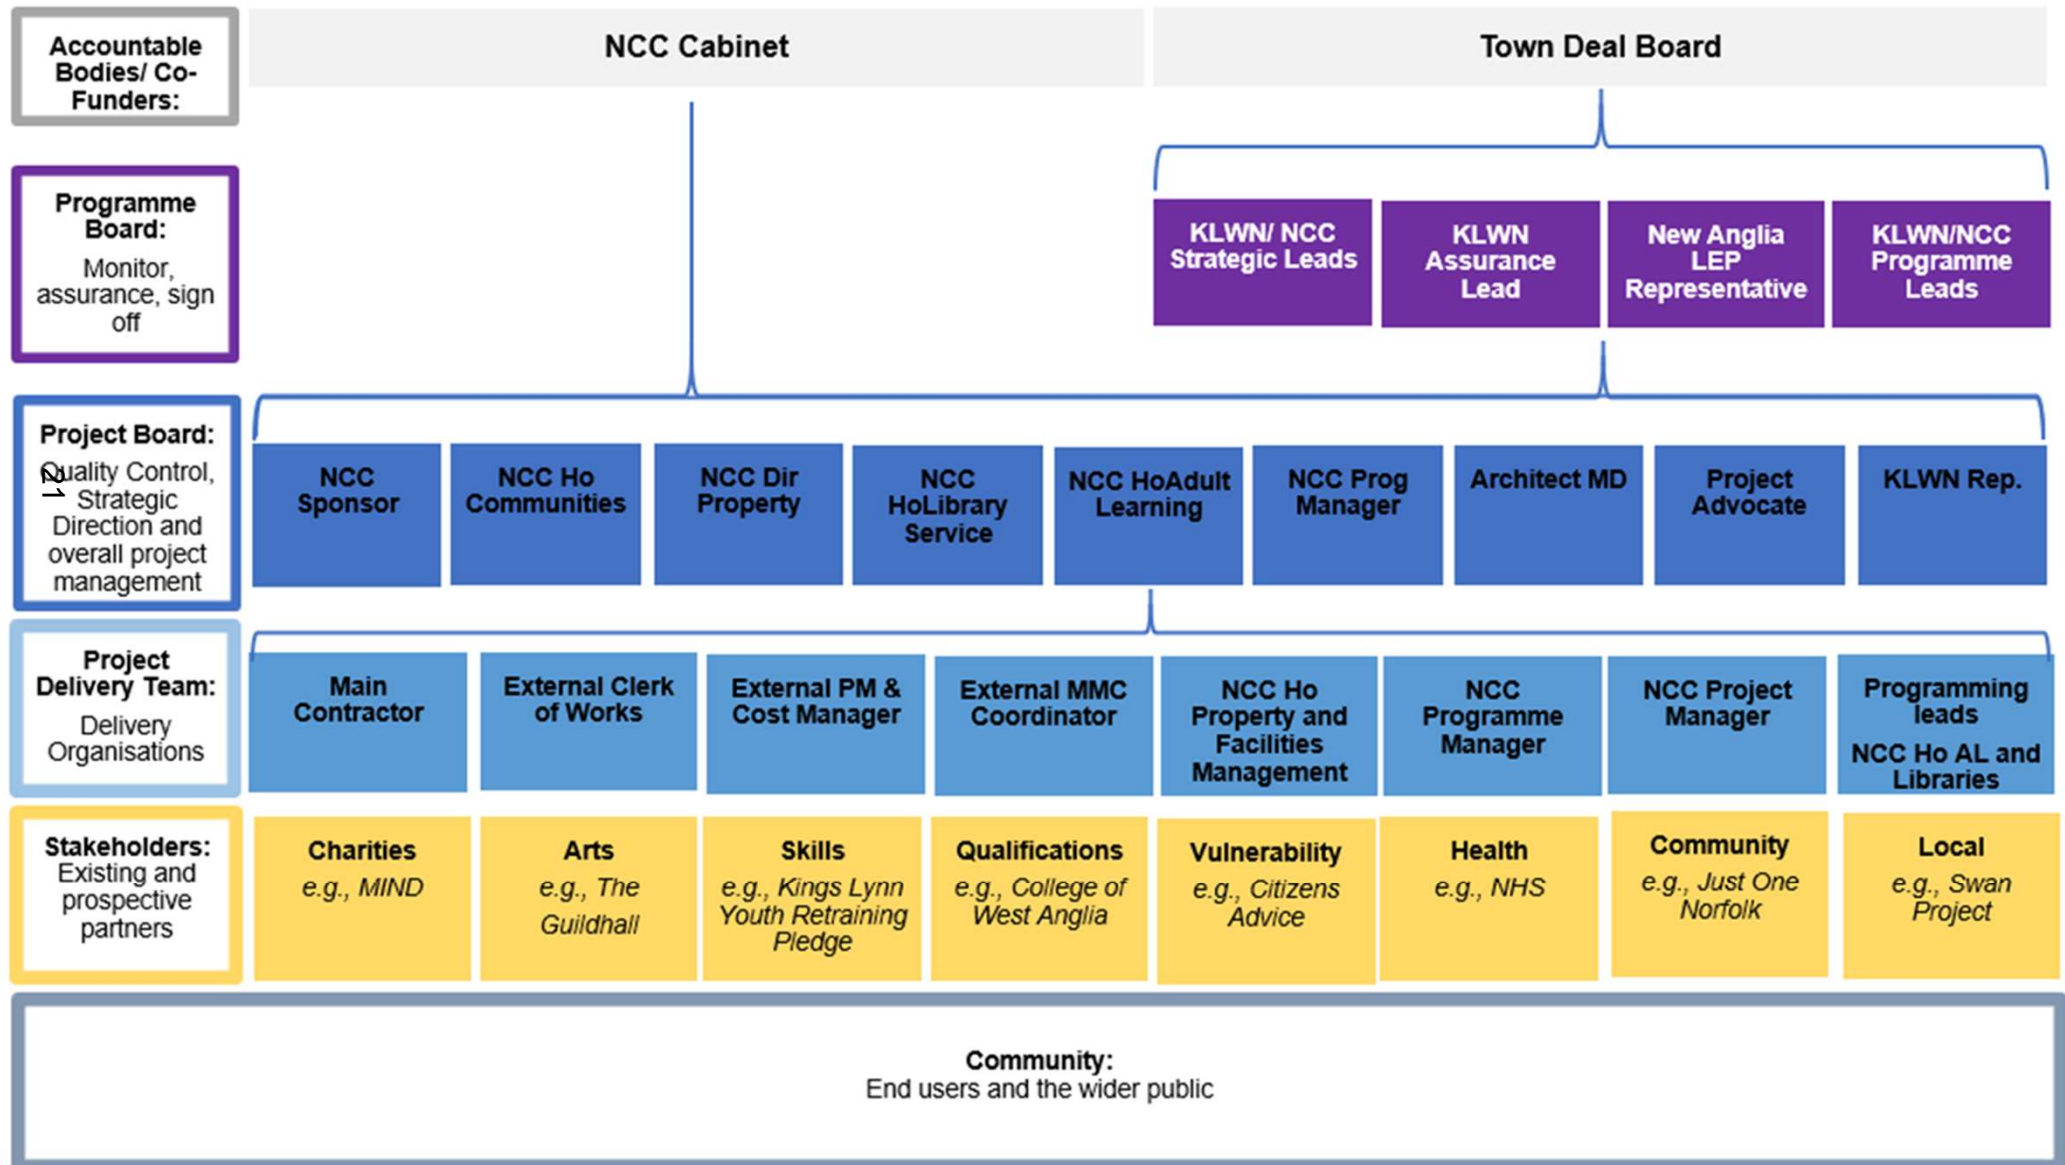 Accountable
Bodies/ Co-
Funders:
NCC Cabinet
Town Deal Board
Programme
Board:
Monitor,
assurance, sign
off
KLWN/ NCC
Strategic Leads
KLWN
Assurance
Lead
New Anglia
LEP
Representative
KLWN/NCC
Programme
Leads
Project Board:
Quality Control,
Strategic
Direction and
overall project
management
21
NCC
Sponsor
NCC Ho
Communities
NCC Dir
Property
NCC
HoLibrary
Service
NCC HoAdult
Learning
NCC Prog
Manager
Architect MD
Project
Advocate
KLWN Rep.
Project
Delivery Team:
Delivery
Organisations
Main
Contractor
External Clerk
of Works
External PM &
Cost Manager
External MMC
Coordinator
NCC Ho
Property and
Facilities
Management
NCC
Programme
Manager
NCC Project
Manager
Programming
leads
NCC Ho AL and
Libraries
Stakeholders:
Existing and
prospective
partners
Charities
e.g., MIND
Arts
e.g., The
Guildhall
Skills
e.g., Kings Lynn
Youth Retraining
Pledge
Qualifications
e.g., College of
West Anglia
Vulnerability
e.g., Citizens
Advice
Health
e.g., NHS
Community
e.g., Just One
Norfolk
Local
e.g., Swan
Project
Community:
End users and the wider public